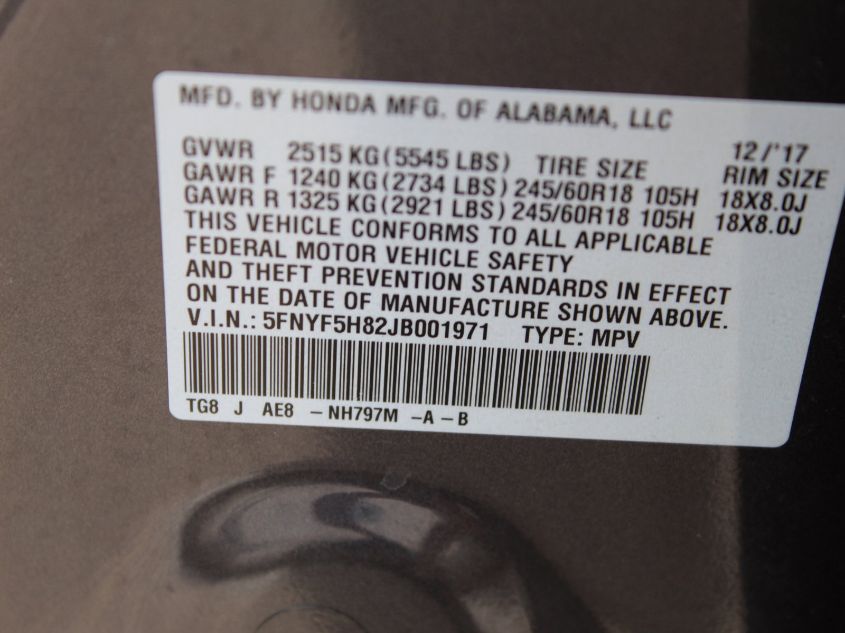 MFD. BY HONDA MFG. OF ALABAMA, LLC
GVWR 2515 KG(5545 LBS) TIRE SIZE 12/'17 RIM SIZE
GAWR F 1240 KG(2734 LBS) 245/60R18 105H 18X8.0J
GAWR R 1325 KG(2921 LBS) 245/60R18 105H 18X8.0J
THIS VEHICLE CONFORMS TO ALL APPLICABLE
FEDERAL MOTOR VEHICLE SAFETY
AND THEFT PREVENTION STANDARDS IN EFFECT
ON THE DATE OF MANUFACTURE SHOWN ABOVE.
V.I.N.: 5FNYF5H82JB001971 TYPE: MPV
TG8 J AE8 -NH797M -A-B